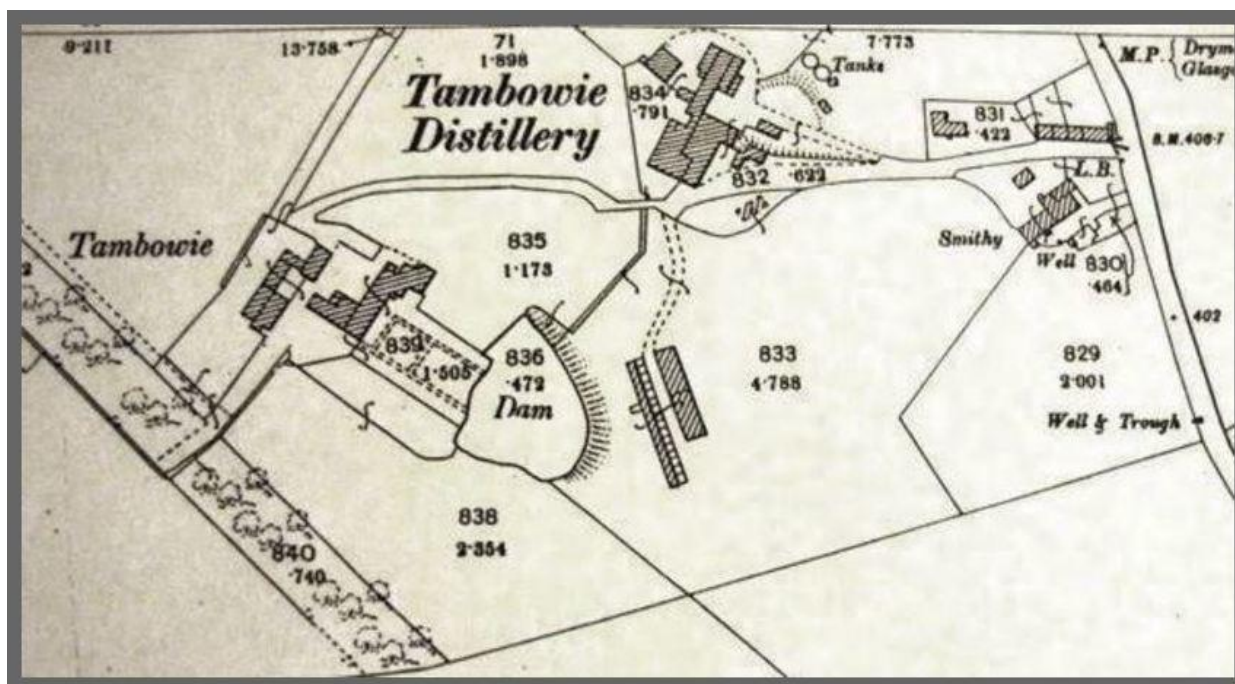 9·211
13·758
71
1·898
7·773
M.P.
Drym
Glasg
Tambowie
Distillery
834
·791
Tanks
831
·422
B.M. 406·7
832
·622
L.B.
Tambowie
835
1·173
Smithy
Well
830
·464
402
839
1·505
836
·472
Dam
833
4·788
829
2·001
Well & Trough
838
2·354
840
·740